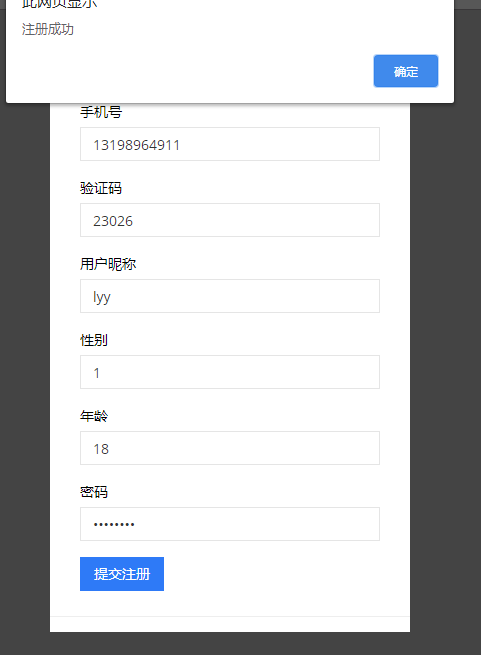 此网页显示
注册成功
确定
手机号
13198964911
验证码
23026
用户昵称
lyy
性别
1
年龄
18
密码
••••••••
提交注册